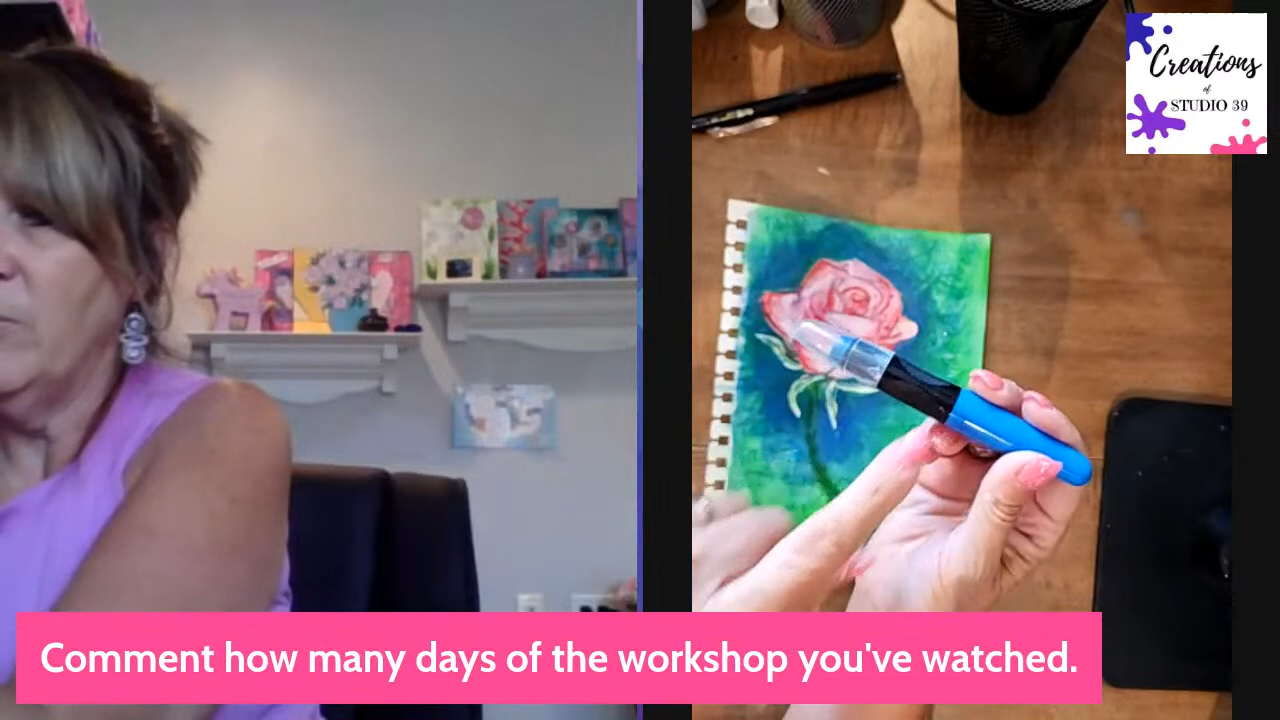 Creations
of
STUDIO 39
Comment how many days of the workshop you've watched.